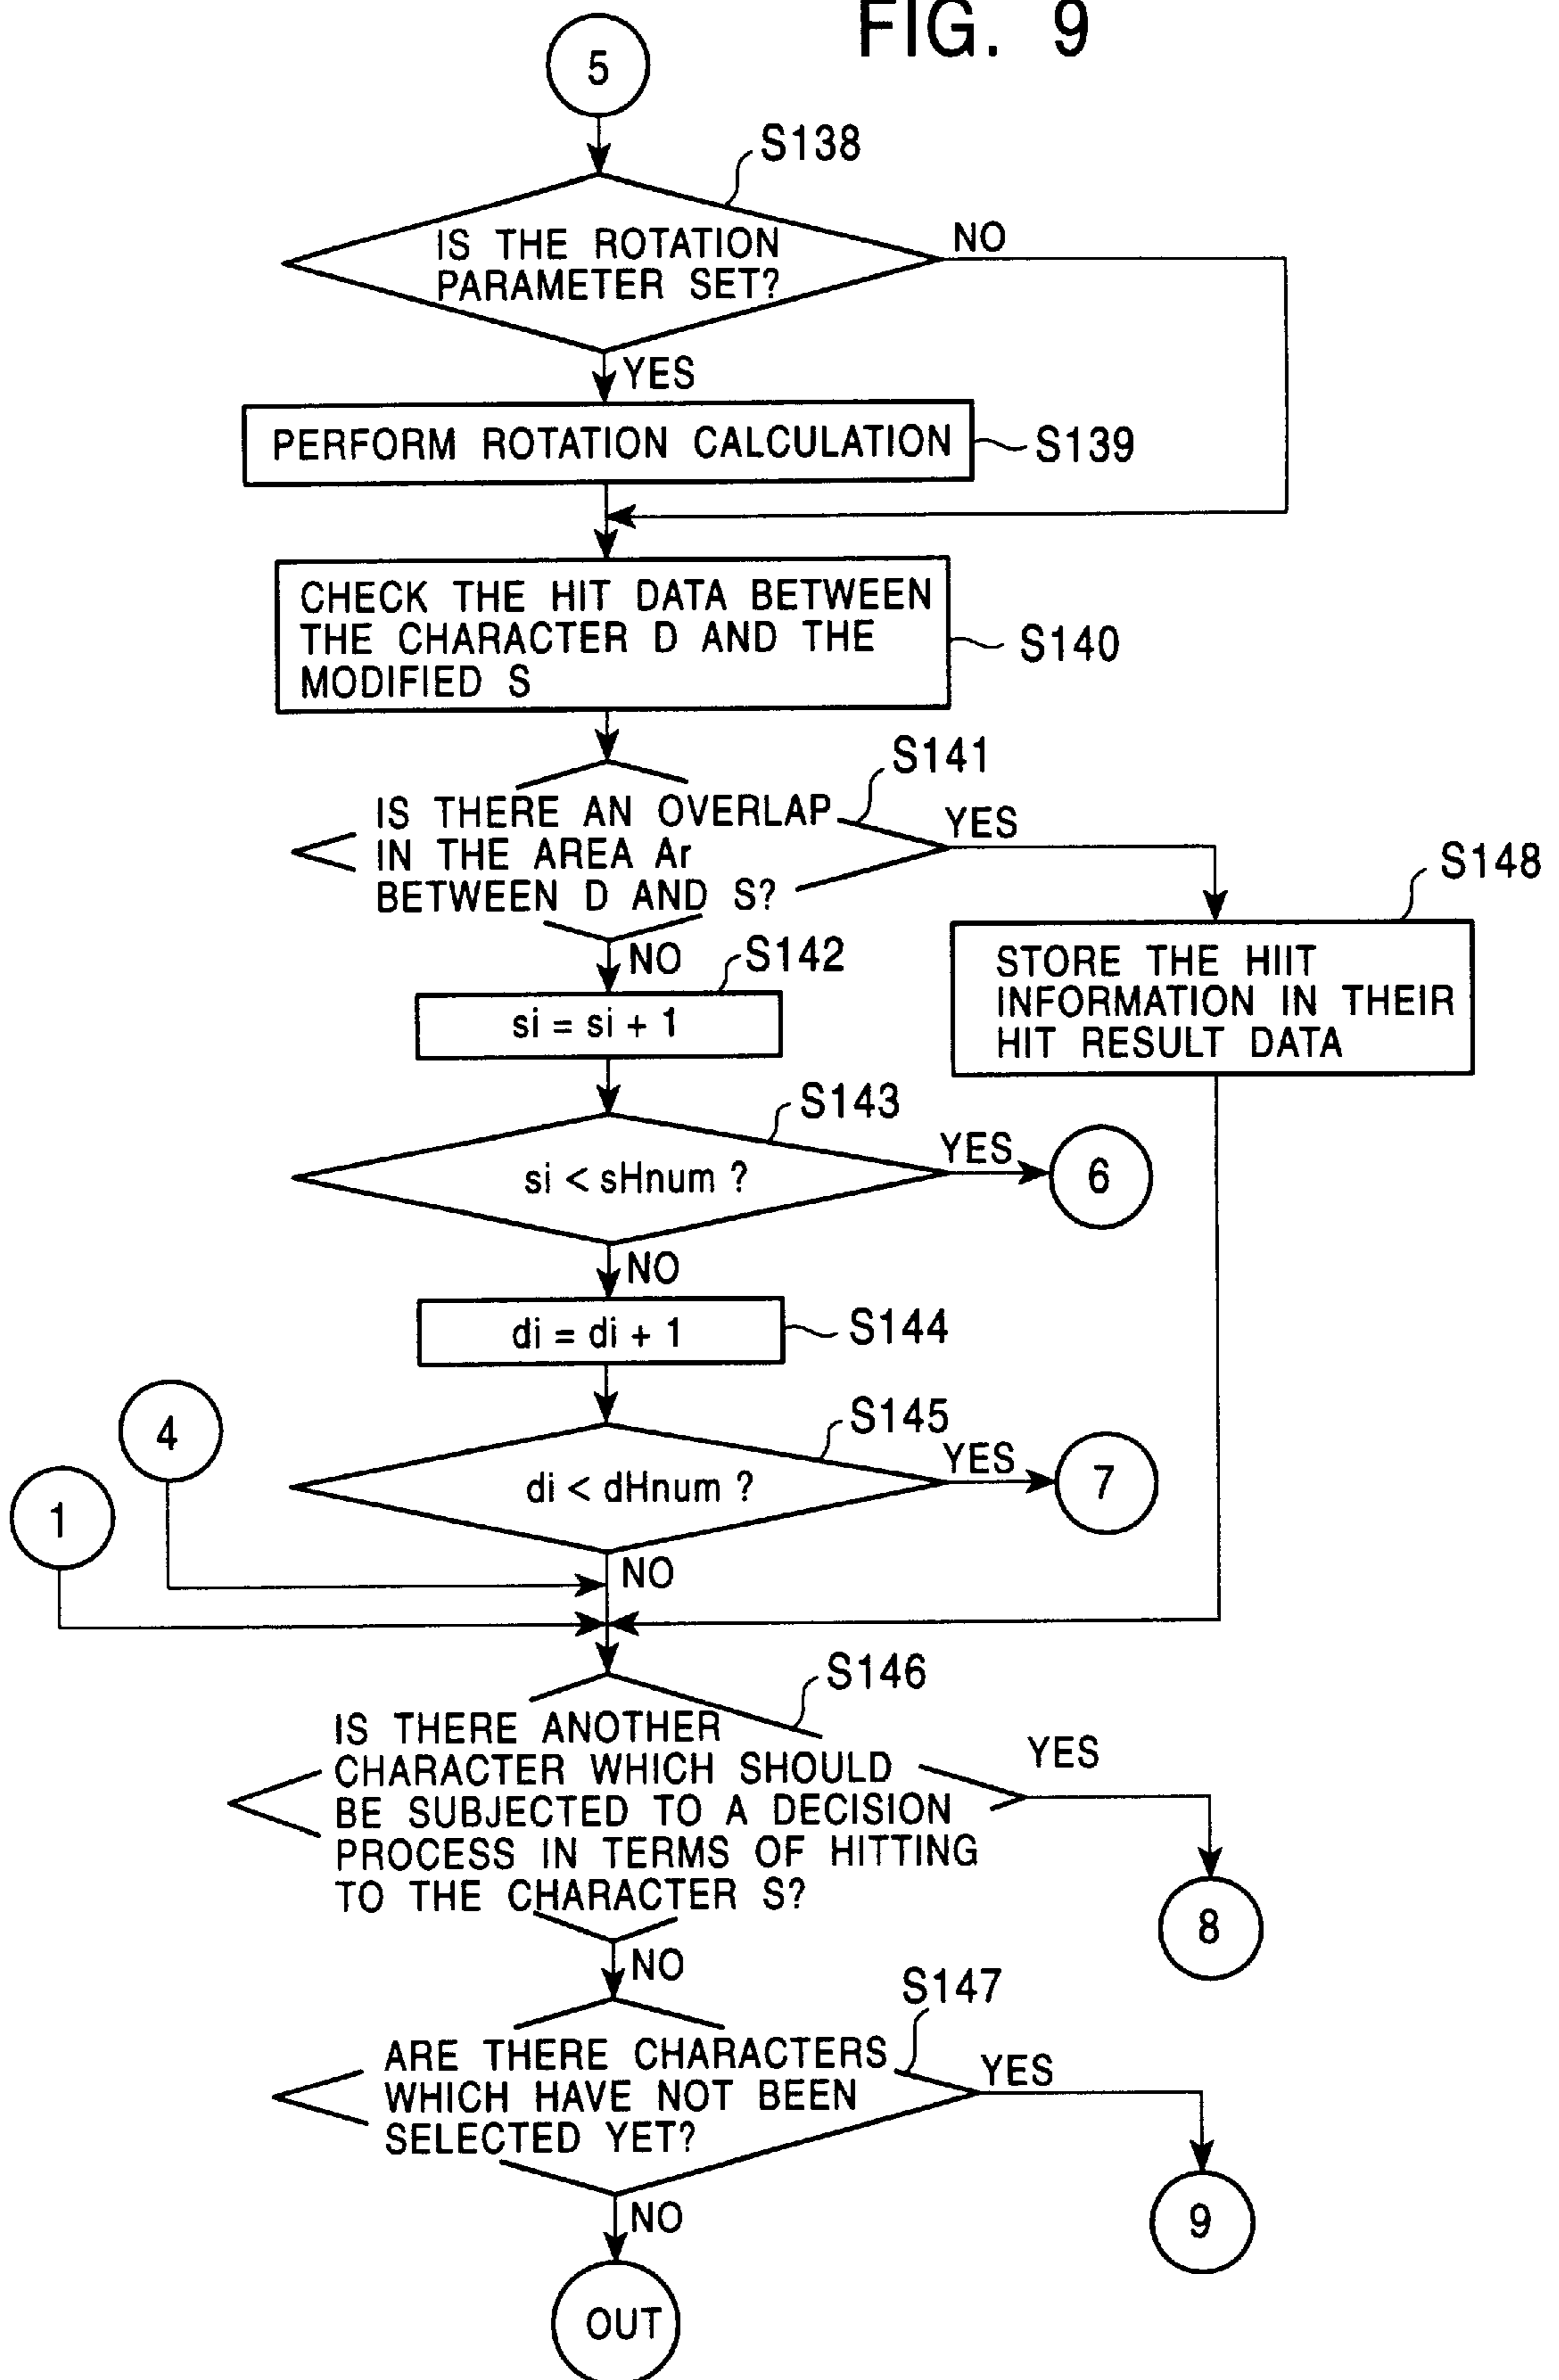 FIG. 9
5
S138
IS THE ROTATION
PARAMETER SET?
NO
YES
PERFORM ROTATION CALCULATION
S139
CHECK THE HIT DATA BETWEEN
THE CHARACTER D AND THE
MODIFIED S
S140
S141
IS THERE AN OVERLAP
IN THE AREA Ar
BETWEEN D AND S?
YES
S148
STORE THE HIIT
INFORMATION IN THEIR
HIT RESULT DATA
NO
S142
si = si + 1
S143
si < sHnum ?
YES
6
NO
di = di + 1
S144
S145
di < dHnum ?
YES
7
4
1
NO
S146
IS THERE ANOTHER
CHARACTER WHICH SHOULD
BE SUBJECTED TO A DECISION
PROCESS IN TERMS OF HITTING
TO THE CHARACTER S?
YES
8
NO
S147
ARE THERE CHARACTERS
WHICH HAVE NOT BEEN
SELECTED YET?
YES
9
NO
OUT